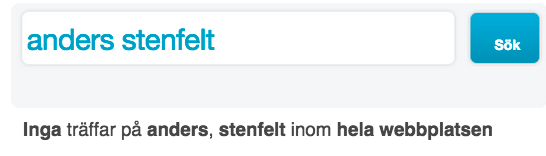 anders stenfelt
Sök
Inga träffar på anders, stenfelt inom hela webbplatsen